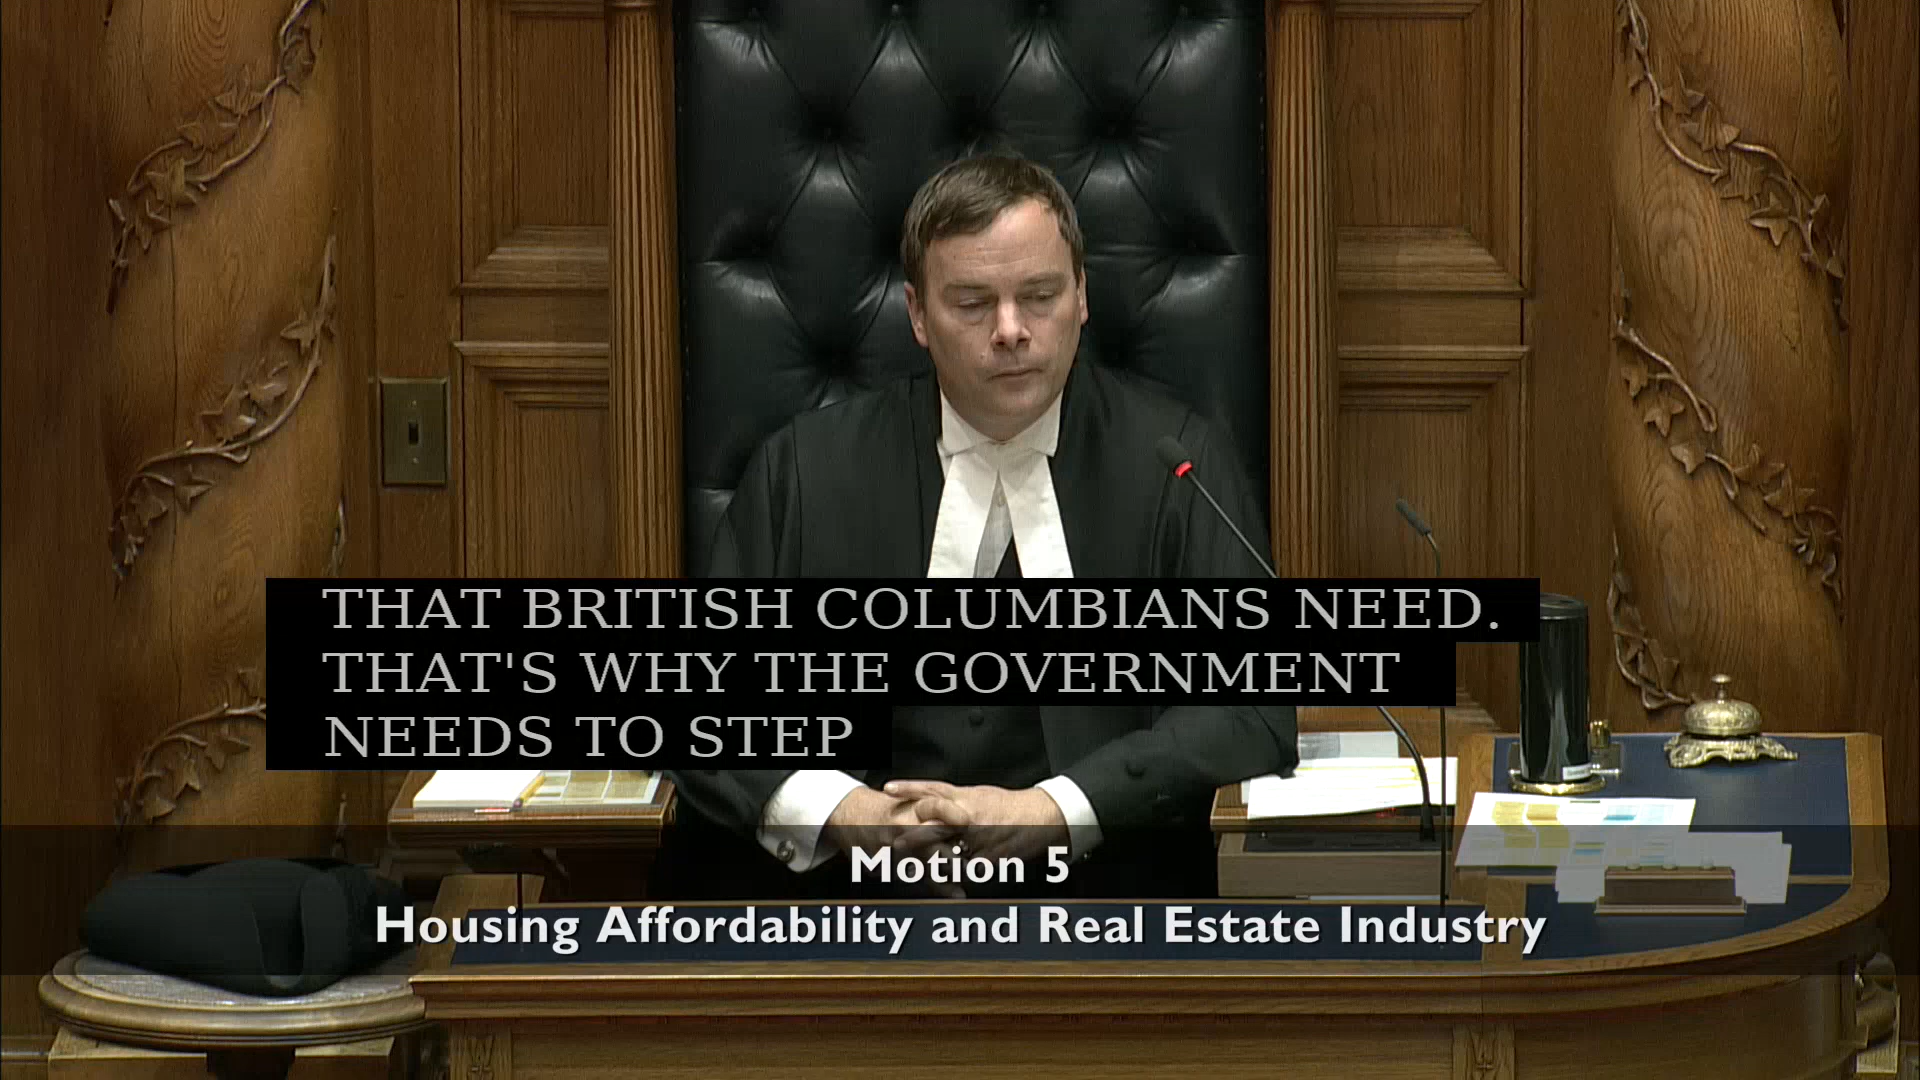 THAT BRITISH COLUMBIANS NEED.
THAT'S WHY THE GOVERNMENT
NEEDS TO STEP
Motion 5
Housing Affordability and Real Estate Industry